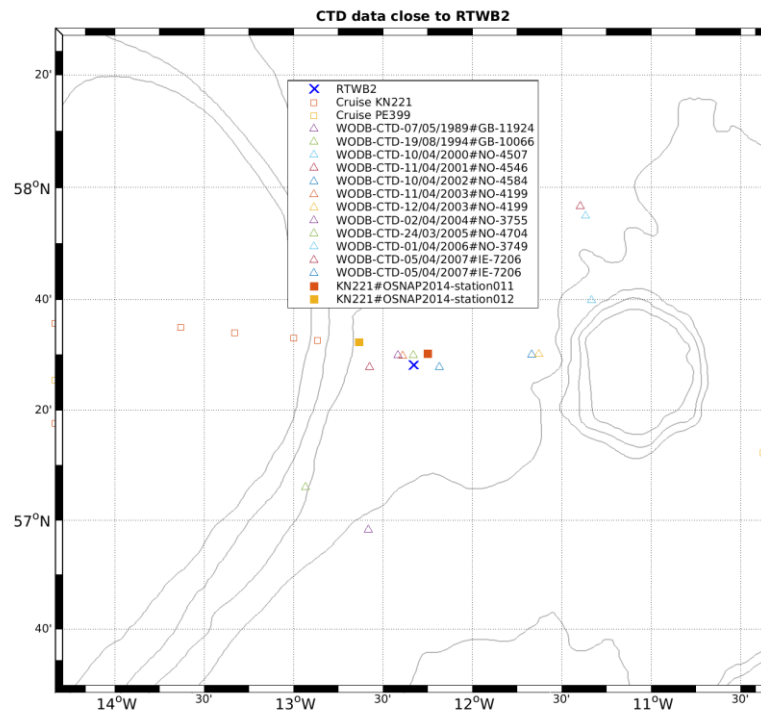 CTD data close to RTWB2
20'
RTWB2
Cruise KN221
Cruise PE399
WODB-CTD-07/05/1989#GB-11924
WODB-CTD-19/08/1994#GB-10066
WODB-CTD-10/04/2000#NO-4507
WODB-CTD-11/04/2001#NO-4546
WODB-CTD-10/04/2002#NO-4584
WODB-CTD-11/04/2003#NO-4199
WODB-CTD-12/04/2003#NO-4199
WODB-CTD-02/04/2004#NO-3755
WODB-CTD-24/03/2005#NO-4704
WODB-CTD-01/04/2006#NO-3749
WODB-CTD-05/04/2007#IE-7206
WODB-CTD-05/04/2007#IE-7206
KN221#OSNAP2014-station011
KN221#OSNAP2014-station012
58°N
40'
20'
57°N
40'
14°W 30' 13°W 30' 12°W 30' 11°W 30'